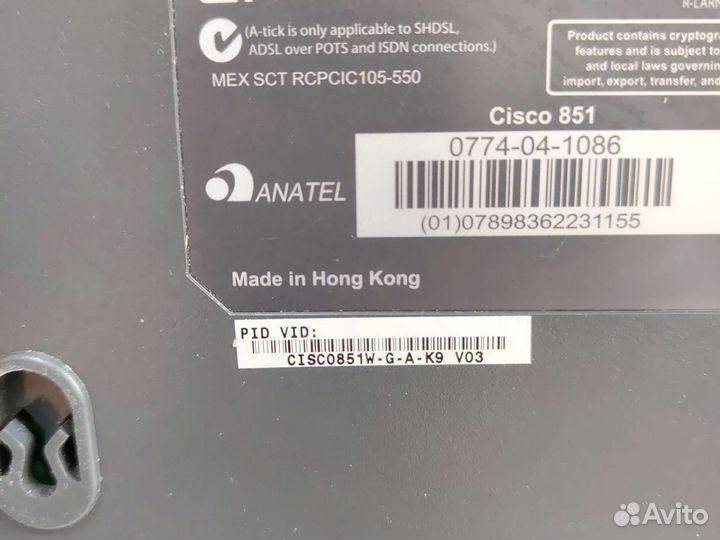 (A-tick is only applicable to SHDSL,
ADSL over POTS and ISDN connections.)
MEX SCT RCPCIC105-550
Product contains cryptogra
features and is subject to
and local laws governi
import, export, transfer, and
Cisco 851
0774-04-1086
ANATEL
(01)07898362231155
Made in Hong Kong
PID VID:
CISCO851W-G-A-K9 V03
Avito